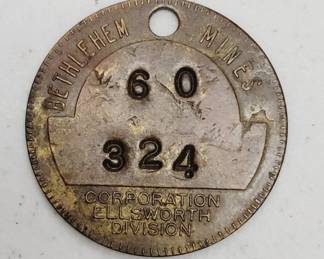 BETHLEHEM MINES
60
324
CORPORATION
ELLSWORTH
DIVISION